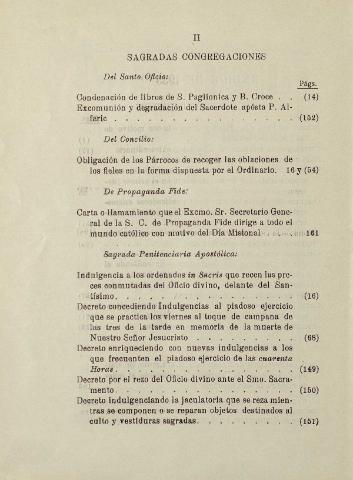 II
SAGRADAS CONGREGACIONES
Del Santo Oficio:
Págs.
Condenación de libros de S. Paglionica y B. Croce . . (14)
Excomunión y degradación del Sacerdote apósta P. Al-
faric . . . . . . . . . . . . . . . (152)
Del Concilio:
Obligación de los Párrocos de recoger las oblaciones de
los fieles en la forma dispuesta por el Ordinario. 16 y (54)
De Propaganda Fide:
Carta o llamamiento que el Excmo. Sr. Secretario Gene-
ral de la S. C. de Propaganda Fide dirige a todo el
mundo católico con motivo del Día Misional . . . . 161
Sagrada Penitenciaría Apostólica:
Indulgencia a los ordenados in Sacris que recen las pre-
ces conmutadas del Oficio divino, delante del San-
tísimo. . . . . . . . . . . . . . . (16)
Decreto concediendo Indulgencias al piadoso ejercicio
que se practica los viernes al toque de campana de
las tres de la tarde en memoria de la muerte de
Nuestro Señor Jesucristo . . . . . . . . (68)
Decreto enriqueciendo con nuevas indulgencias a los
que frecuenten el piadoso ejercicio de las cuarenta
Horas. . . . . . . . . . . . . . . (149)
Decreto por el rezo del Oficio divino ante el Smo. Sacra-
mento. . . . . . . . . . . . . . . (150)
Decreto indulgenciando la jaculatoria que se reza mien-
tras se componen o se reparan objetos destinados al
culto y vestiduras sagradas. . . . . . . . (151)